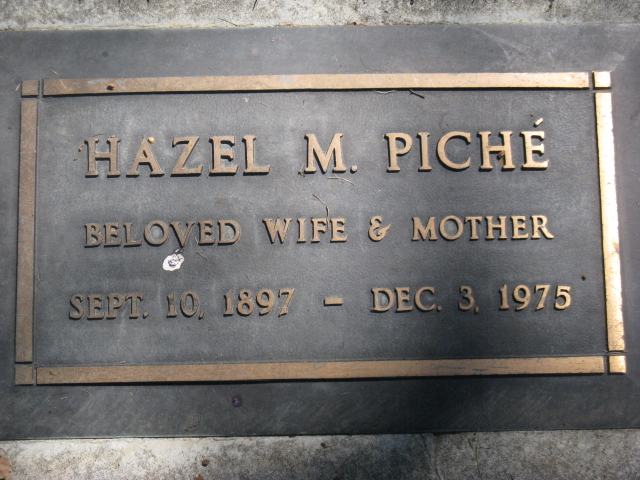 HAZEL M. PICHÉ
BELOVED WIFE & MOTHER
SEPT. 10, 1897 – DEC. 3, 1975